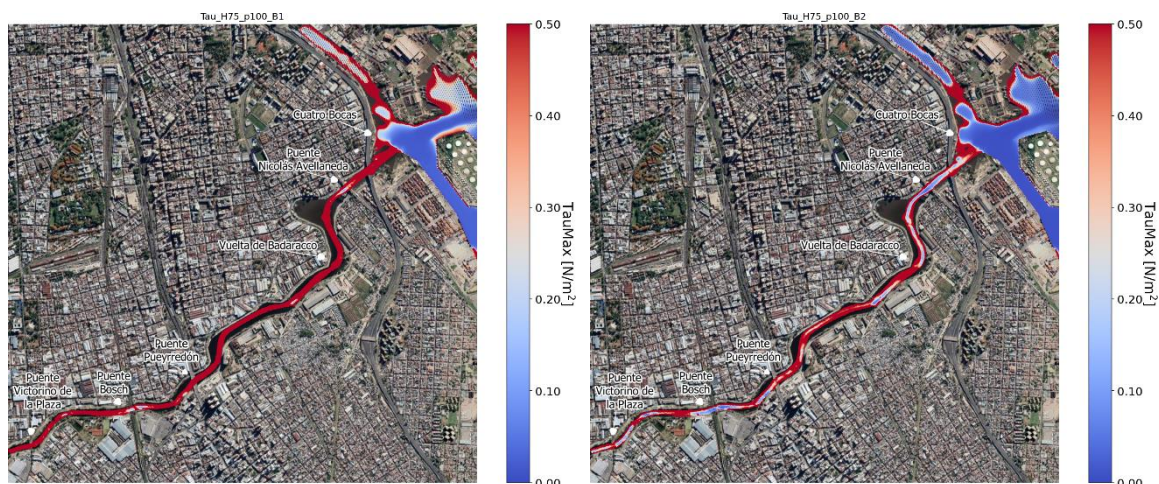 Tau_H75_p100_B1
Cuatro Bocas
Puente
Nicolás Avellaneda
Vuelta de Badaracco
Puente
Pueyrredón
Puente
Bosch
Puente
Victorino de
la Plaza
0.50
0.40
0.30
0.20
0.10
0.00
TauMax [N/m²]
Tau_H75_p100_B2
Cuatro Bocas
Puente
Nicolás Avellaneda
Vuelta de Badaracco
Puente
Pueyrredón
Puente
Bosch
Puente
Victorino de
la Plaza
0.50
0.40
0.30
0.20
0.10
0.00
TauMax [N/m²]